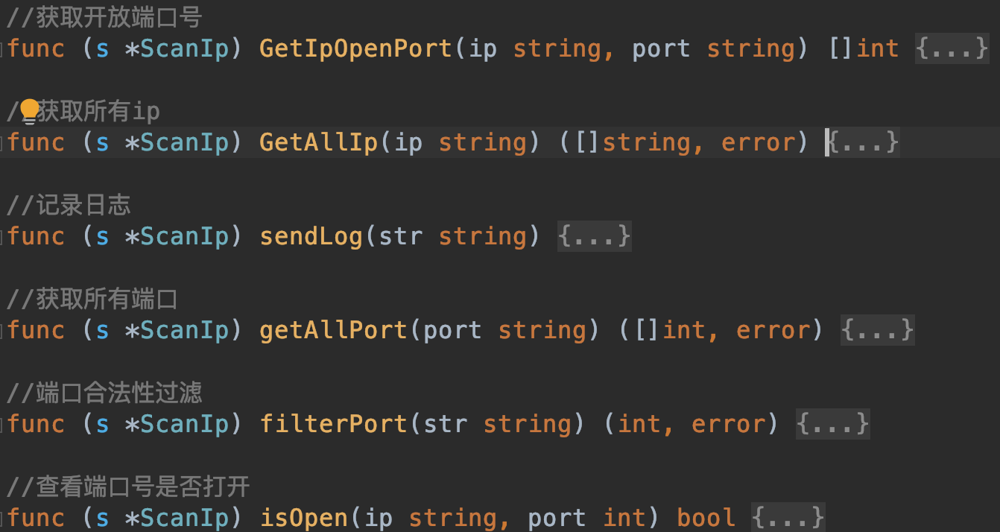 //获取开放端口号
func (s *ScanIp) GetIpOpenPort(ip string, port string) []int {...}
//获取所有ip
func (s *ScanIp) GetAllIp(ip string) ([]string, error) {...}
//记录日志
func (s *ScanIp) sendLog(str string) {...}
//获取所有端口
func (s *ScanIp) getAllPort(port string) ([]int, error) {...}
//端口合法性过滤
func (s *ScanIp) filterPort(str string) (int, error) {...}
//查看端口号是否打开
func (s *ScanIp) isOpen(ip string, port int) bool {...}